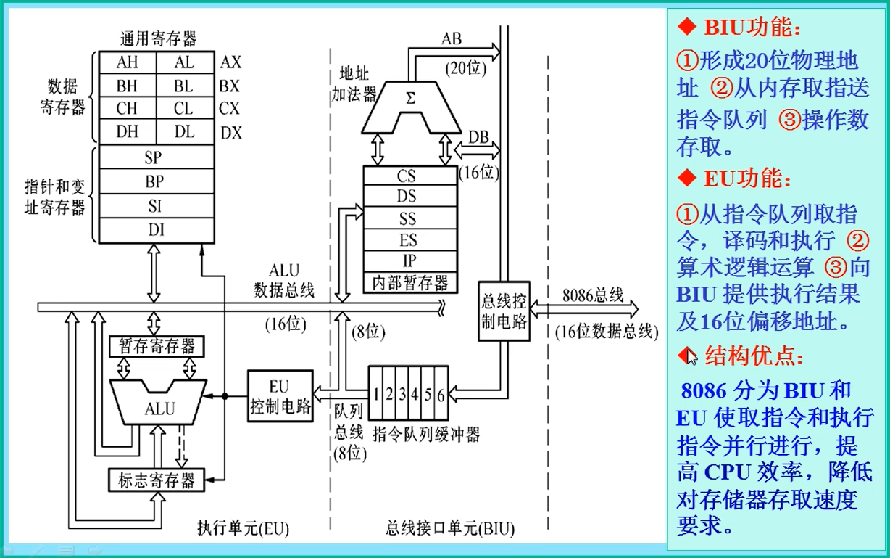 通用寄存器
AH AL AX
BH BL BX
CH CL CX
DH DL DX
数据
寄存器
SP
BP
SI
DI
指针和变
址寄存器
AB
(20位)
地址
加法器
Σ
DB
(16位)
CS
DS
SS
ES
IP
内部暂存器
ALU
数据总线
(16位)
(8位)
总线控
制电路
8086总线
(16位数据总线)
暂存寄存器
ALU
标志寄存器
EU
控制电路
队列
总线
(8位)
1 2 3 4 5 6
指令队列缓冲器
执行单元(EU)
总线接口单元(BIU)
◆ BIU功能：
①形成20位物理地
址 ②从内存取指送
指令队列 ③操作数
存取。
◆ EU功能：
①从指令队列取指
令，译码和执行 ②
算术逻辑运算 ③向
BIU 提供执行结果
及16位偏移地址。
◆ 结构优点：
8086 分为 BIU 和
EU 使取指令和执行
指令并行进行，提
高 CPU 效率，降低
对存储器存取速度
要求。